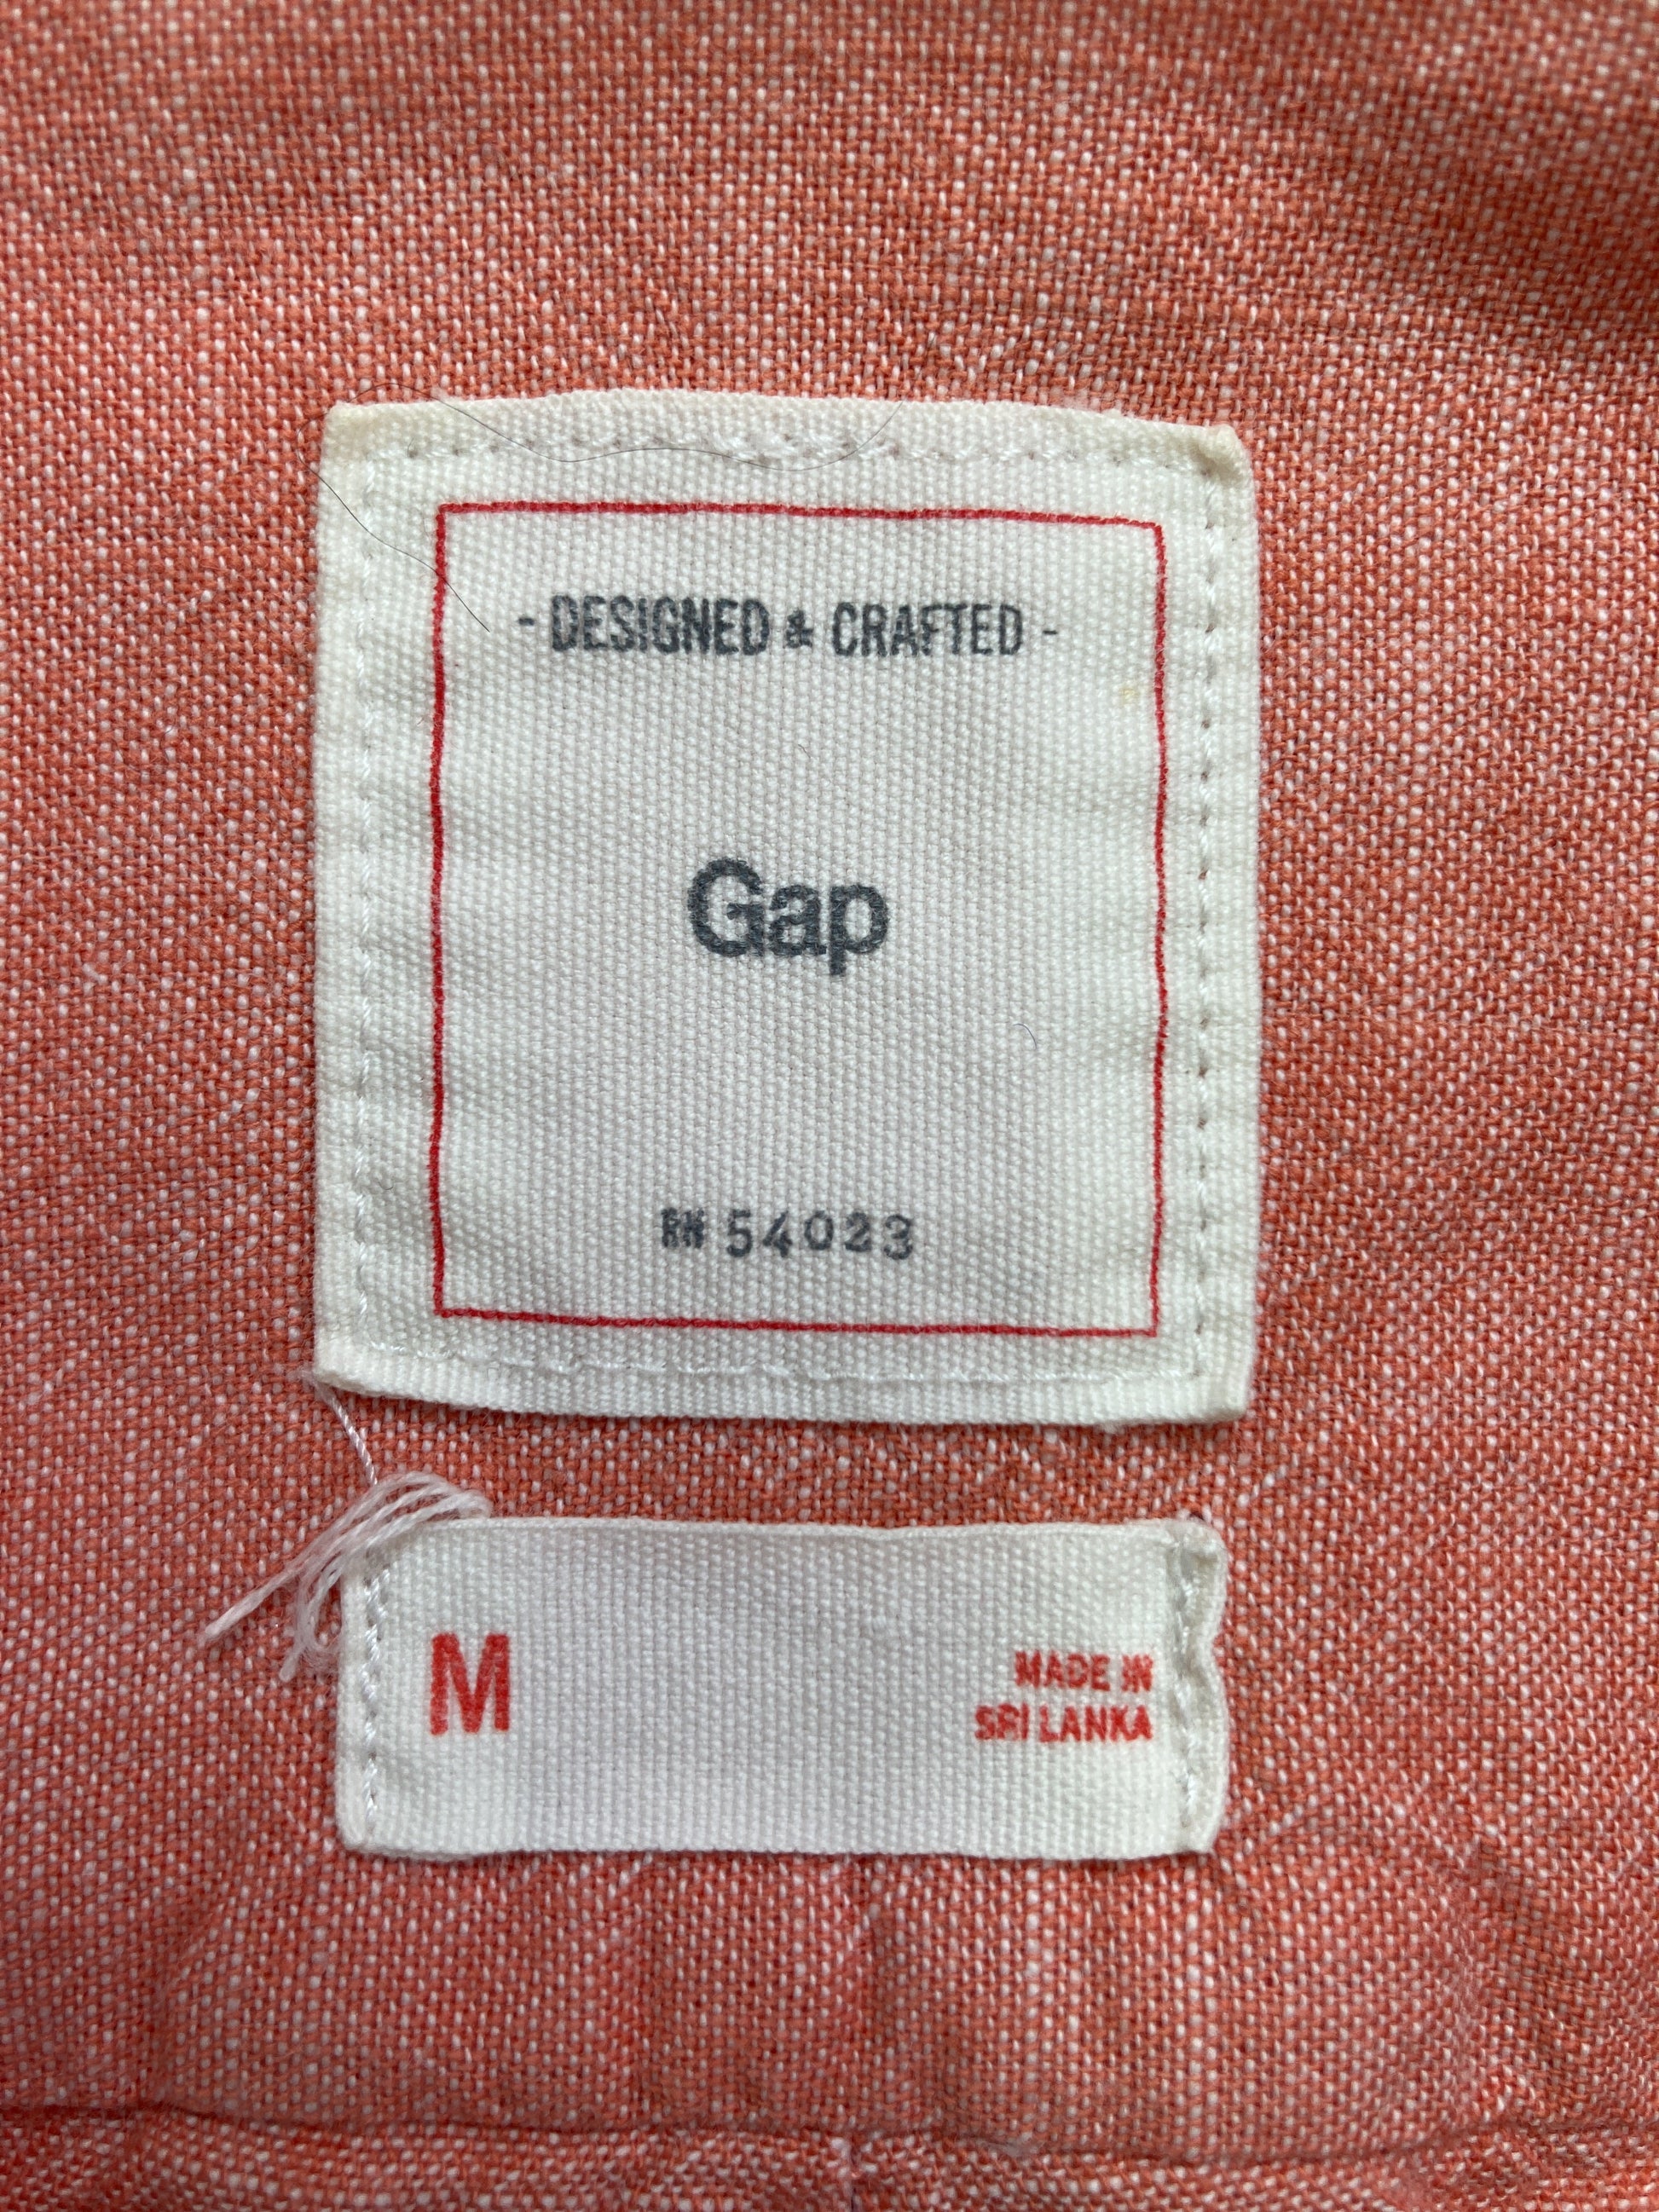 - DESIGNED & CRAFTED -
Gap
RN 54023
M
MADE IN
SRI LANKA